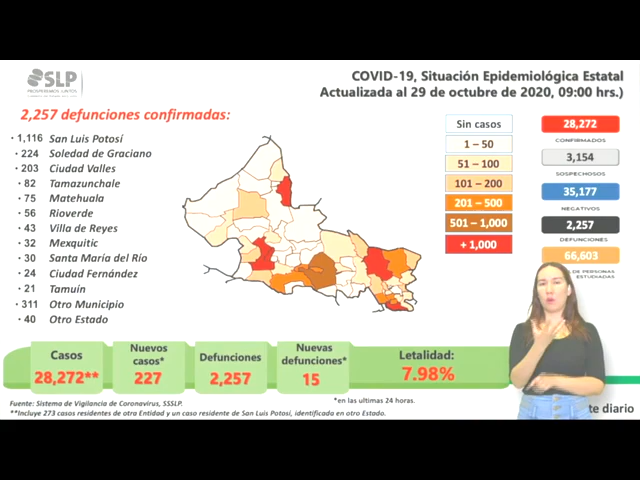 SLP
COVID-19, Situación Epidemiológica Estatal
Actualizada al 29 de octubre de 2020, 09:00 hrs.)
2,257 defunciones confirmadas:
• 1,116 San Luis Potosí
• 224 Soledad de Graciano
• 203 Ciudad Valles
• 82 Tamazunchale
• 75 Matehuala
• 56 Rioverde
• 43 Villa de Reyes
• 32 Mexquitic
• 30 Santa María del Río
• 24 Ciudad Fernández
• 21 Tamuín
• 311 Otro Municipio
• 40 Otro Estado
Sin casos
1 – 50
51 – 100
101 – 200
201 – 500
501 – 1,000
+ 1,000
28,272
CONFIRMADOS
3,154
SOSPECHOSOS
35,177
NEGATIVOS
2,257
DEFUNCIONES
66,603
DE PERSONAS
ESTUDIADAS
Casos
28,272**
Nuevos
casos*
227
Defunciones
2,257
Nuevas
defunciones*
15
Letalidad:
7.98%
*en las ultimas 24 horas.
Fuente: Sistema de Vigilancia de Coronavirus, SSSLP.
**Incluye 273 casos residentes de otra Entidad y un caso residente de San Luis Potosí, identificada en otro Estado.
te diario